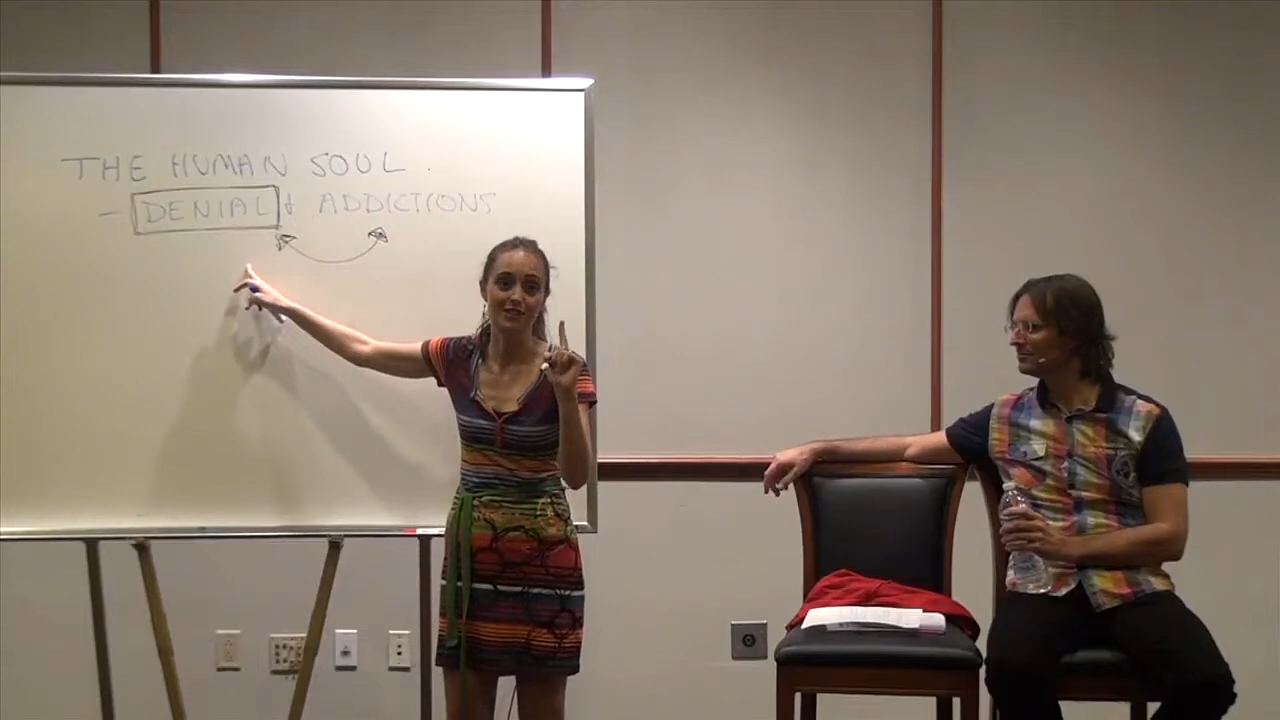 THE HUMAN SOUL.
- DENIAL & ADDICTIONS